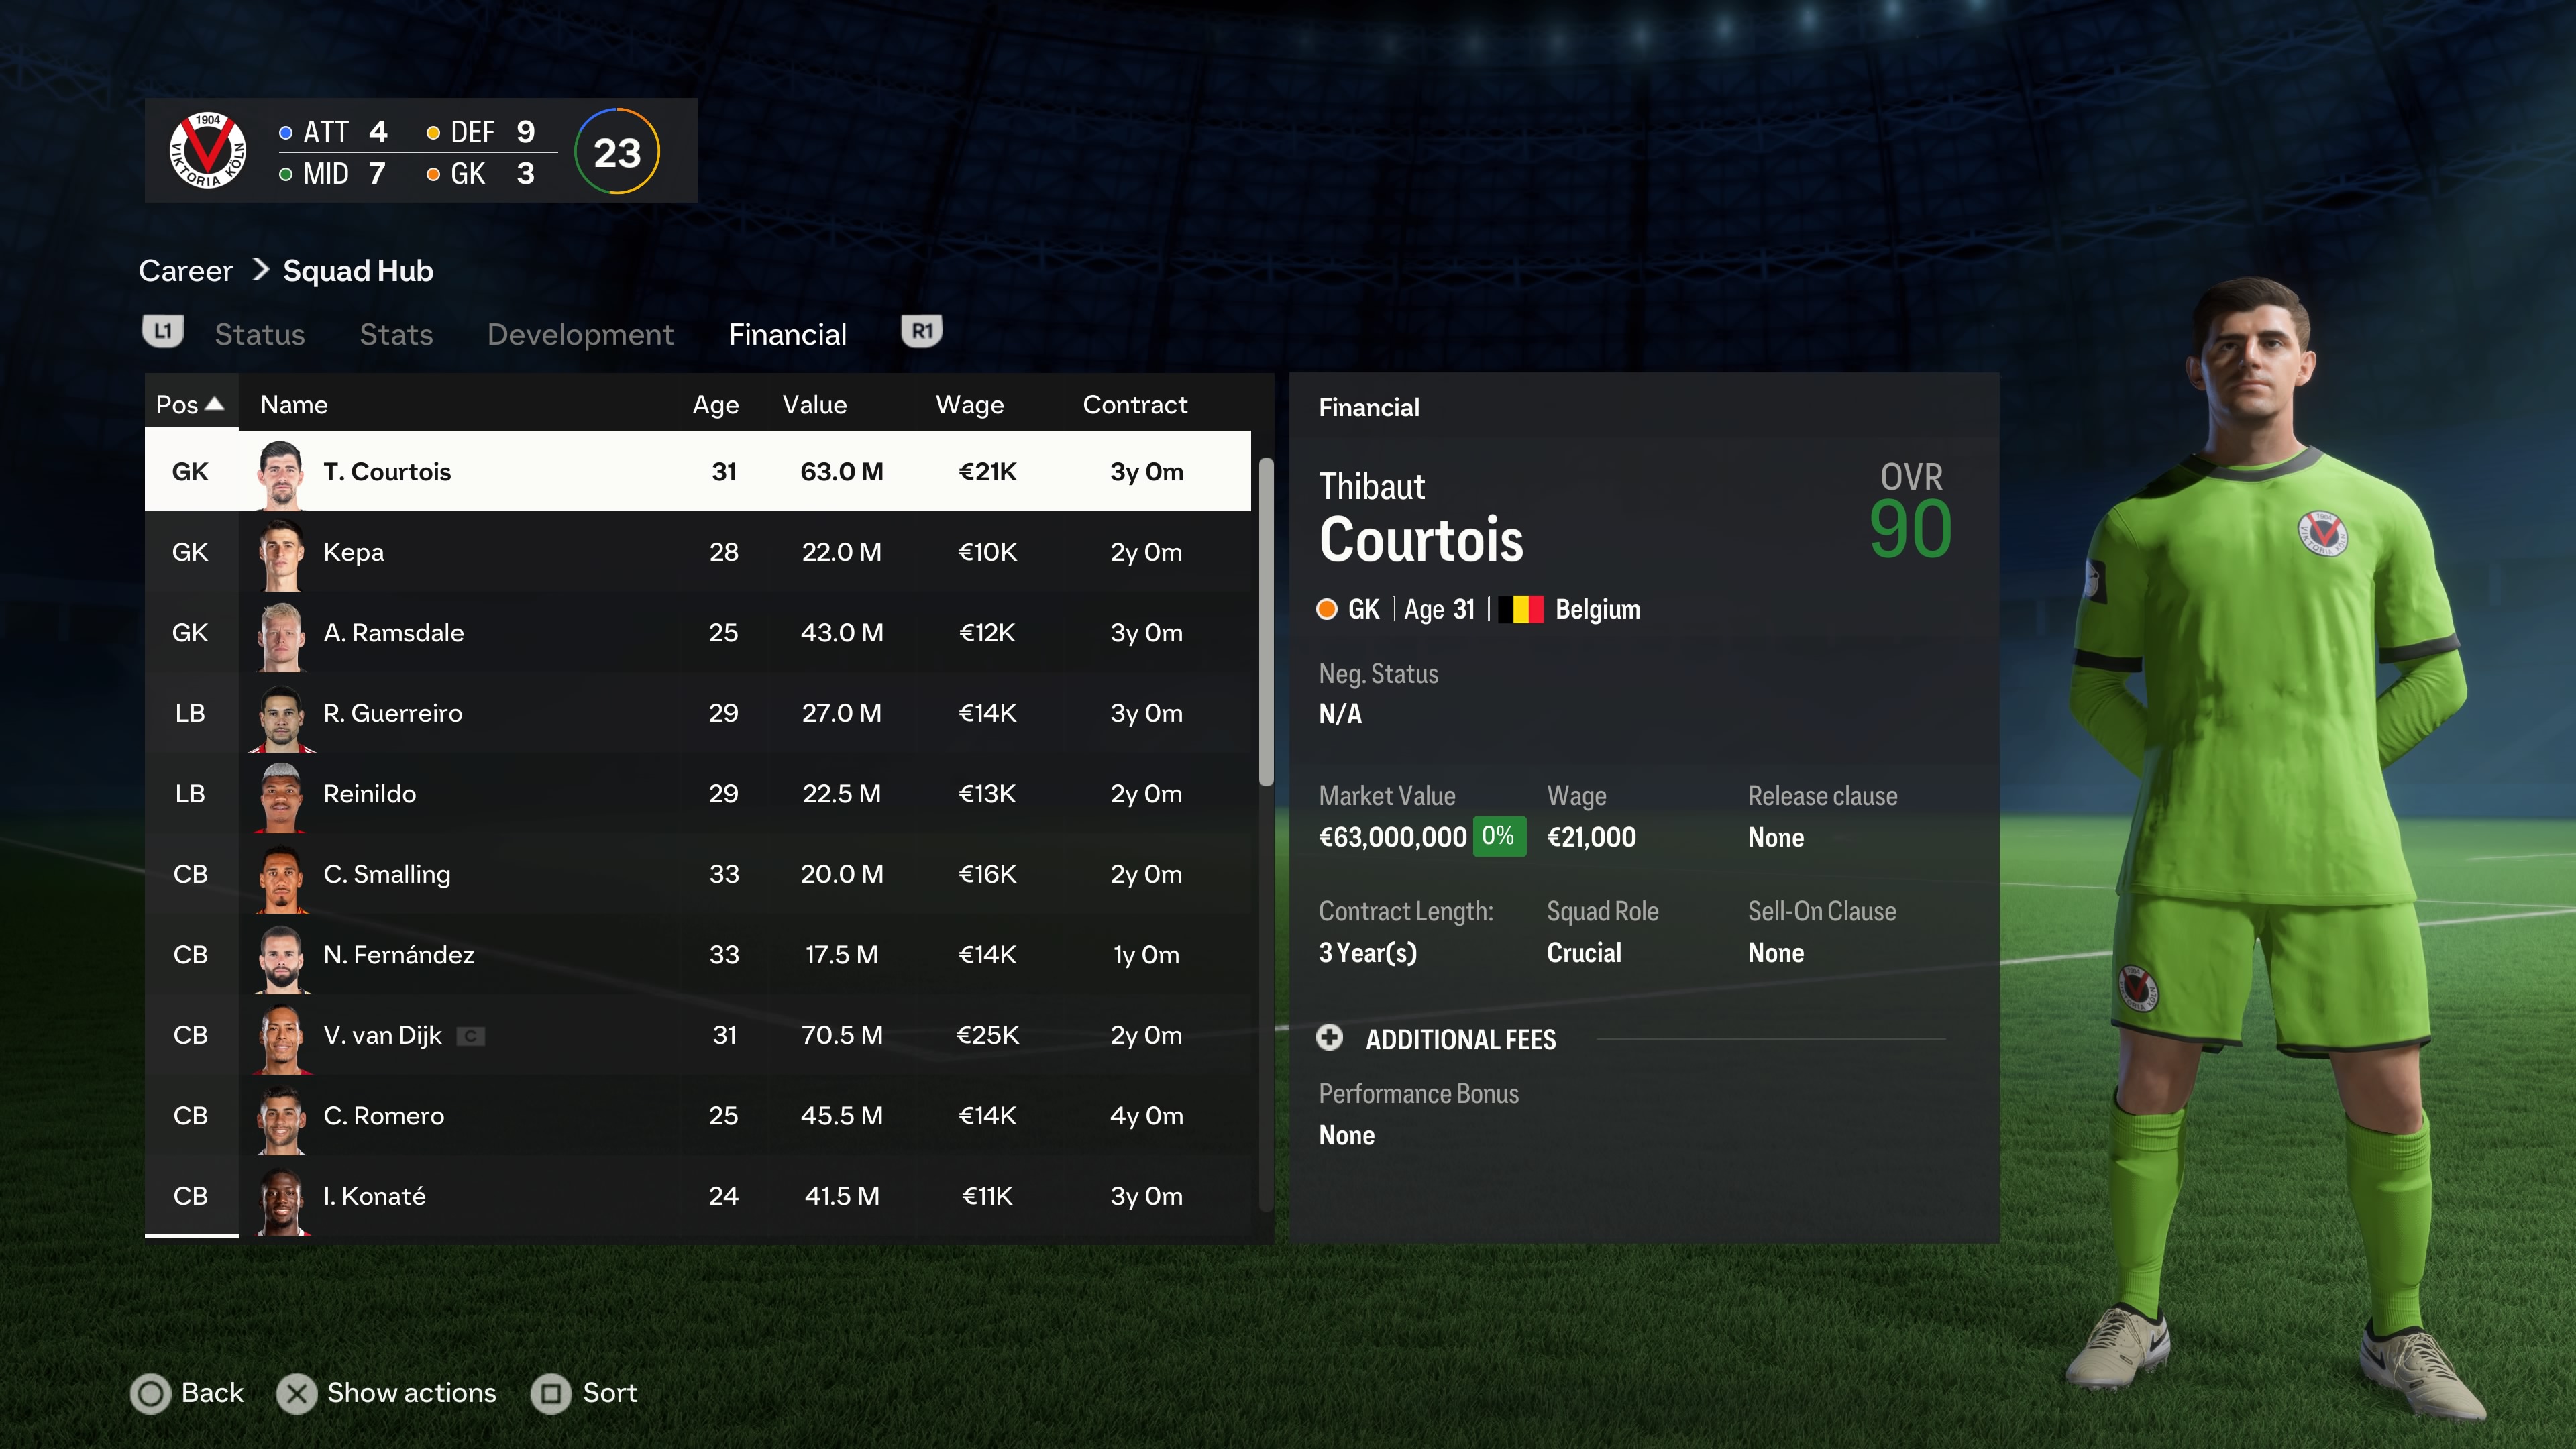 1904
VIKTORIA KÖLN
ATT 4 DEF 9
MID 7 GK 3
23
Career > Squad Hub
L1 Status Stats Development Financial R1
Pos Name Age Value Wage Contract
GK T. Courtois 31 63.0 M €21K 3y 0m
GK Kepa 28 22.0 M €10K 2y 0m
GK A. Ramsdale 25 43.0 M €12K 3y 0m
LB R. Guerreiro 29 27.0 M €14K 3y 0m
LB Reinildo 29 22.5 M €13K 2y 0m
CB C. Smalling 33 20.0 M €16K 2y 0m
CB N. Fernández 33 17.5 M €14K 1y 0m
CB V. van Dijk C 31 70.5 M €25K 2y 0m
CB C. Romero 25 45.5 M €14K 4y 0m
CB I. Konaté 24 41.5 M €11K 3y 0m
Financial
Thibaut
Courtois
OVR
90
GK | Age 31 | Belgium
Neg. Status
N/A
Market Value Wage Release clause
€63,000,000 0% €21,000 None
Contract Length: Squad Role Sell-On Clause
3 Year(s) Crucial None
ADDITIONAL FEES
Performance Bonus
None
1904
VIKTORIA KÖLN
1904
VIKTORIA KÖLN
Back Show actions Sort